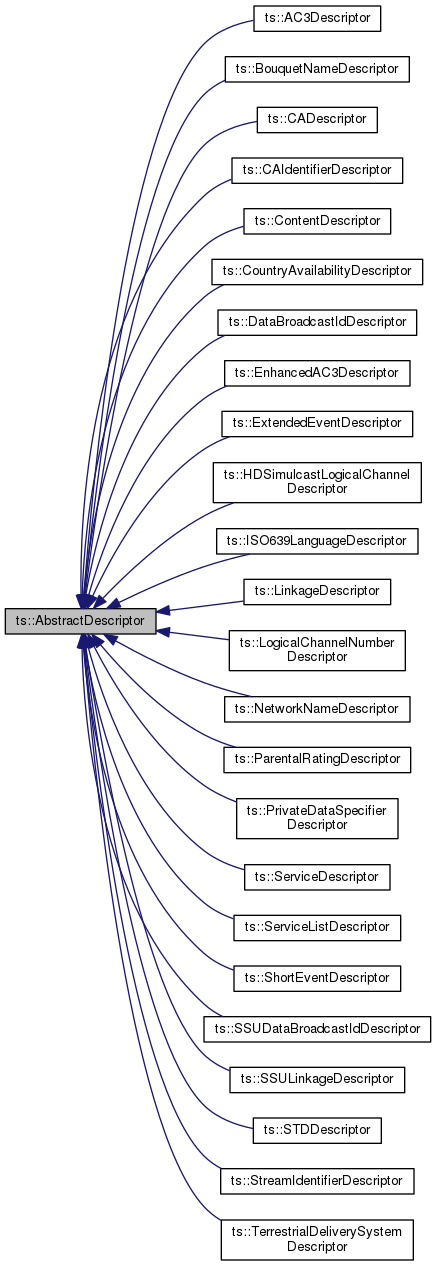 ts::AC3Descriptor
ts::BouquetNameDescriptor
ts::CADescriptor
ts::CAIdentifierDescriptor
ts::ContentDescriptor
ts::CountryAvailabilityDescriptor
ts::DataBroadcastIdDescriptor
ts::EnhancedAC3Descriptor
ts::ExtendedEventDescriptor
ts::HDSimulcastLogicalChannel
Descriptor
ts::ISO639LanguageDescriptor
ts::LinkageDescriptor
ts::AbstractDescriptor
ts::LogicalChannelNumber
Descriptor
ts::NetworkNameDescriptor
ts::ParentalRatingDescriptor
ts::PrivateDataSpecifier
Descriptor
ts::ServiceDescriptor
ts::ServiceListDescriptor
ts::ShortEventDescriptor
ts::SSUDataBroadcastIdDescriptor
ts::SSULinkageDescriptor
ts::STDDescriptor
ts::StreamIdentifierDescriptor
ts::TerrestrialDeliverySystem
Descriptor